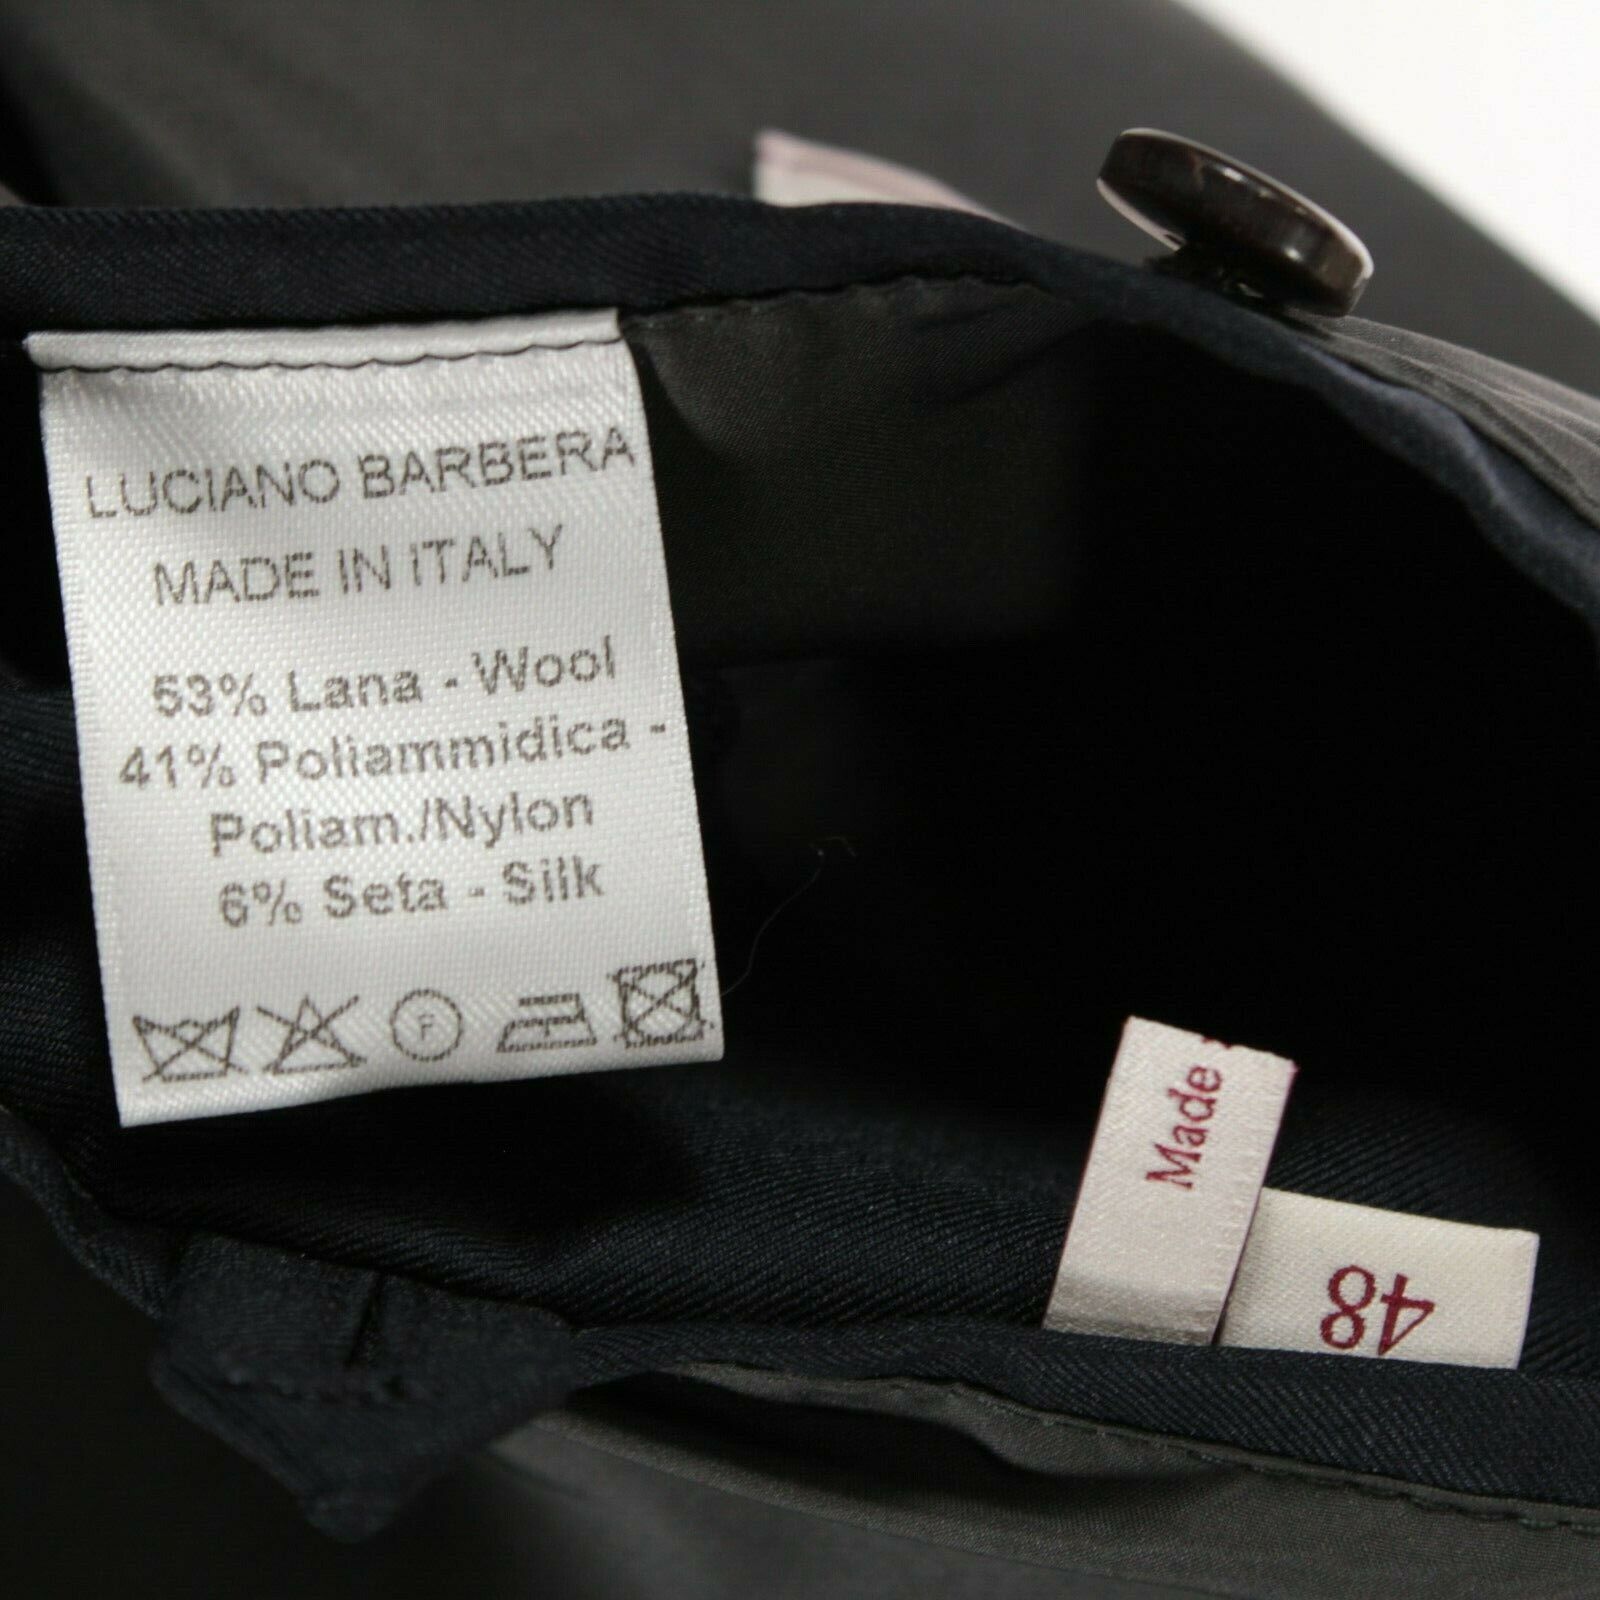 LUCIANO BARBERA
MADE IN ITALY
53% Lana - Wool
41% Poliammidica -
Poliam./Nylon
6% Seta - Silk
F
Made
48